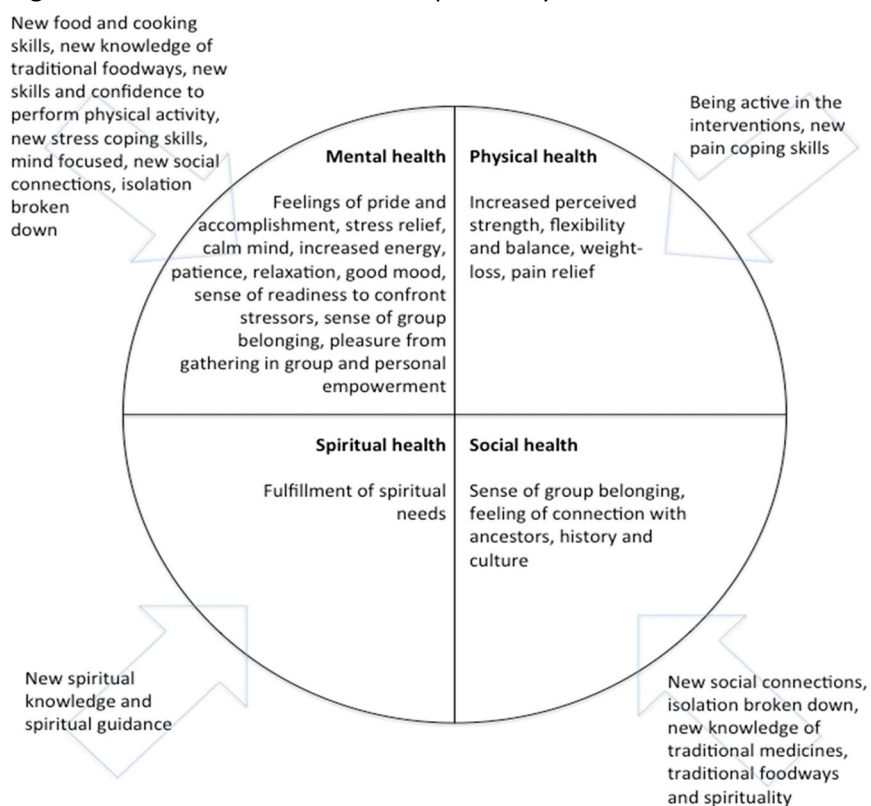 New food and cooking
skills, new knowledge of
traditional foodways, new
skills and confidence to
perform physical activity,
new stress coping skills,
mind focused, new social
connections, isolation
broken
down
Being active in the
interventions, new
pain coping skills
Mental health
Feelings of pride and
accomplishment, stress relief,
calm mind, increased energy,
patience, relaxation, good mood,
sense of readiness to confront
stressors, sense of group
belonging, pleasure from
gathering in group and personal
empowerment
Physical health
Increased perceived
strength, flexibility
and balance, weight-
loss, pain relief
Spiritual health
Fulfillment of spiritual
needs
Social health
Sense of group belonging,
feeling of connection with
ancestors, history and
culture
New spiritual
knowledge and
spiritual guidance
New social connections,
isolation broken down,
new knowledge of
traditional medicines,
traditional foodways
and spirituality